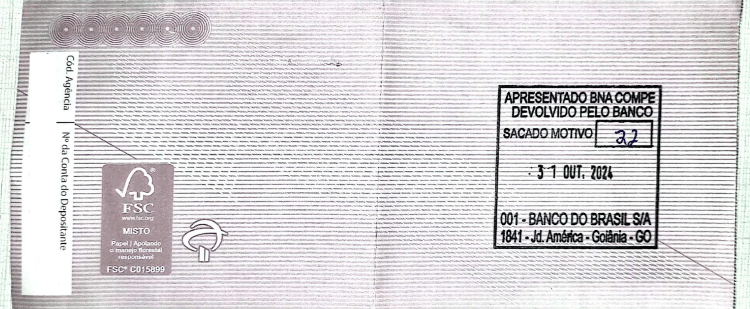 Cód. Agência
Nº da Conta do Depositante
FSC
www.fsc.org
MISTO
Papel | Apoiando
o manejo florestal
responsável
FSC® C015899
APRESENTADO BNA COMPE
DEVOLVIDO PELO BANCO
SACADO MOTIVO 22
31 OUT. 2024
001 - BANCO DO BRASIL S/A
1841 - Jd. América - Goiânia - GO